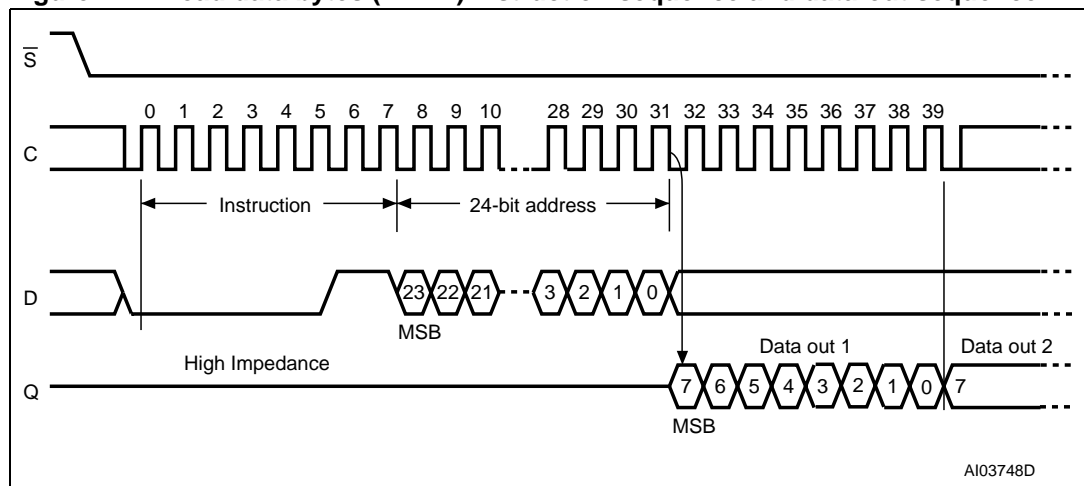 S
0 1 2 3 4 5 6 7 8 9 10 28 29 30 31 32 33 34 35 36 37 38 39
C
Instruction 24-bit address
D 23 22 21 3 2 1 0
MSB
High Impedance Data out 1 Data out 2
Q 7 6 5 4 3 2 1 0 7
MSB
AI03748D